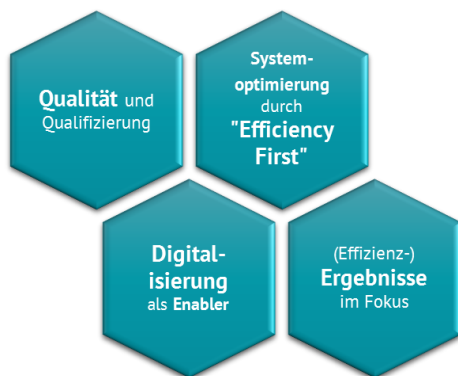 Qualität und
Qualifizierung
System-
optimierung
durch
"Efficiency
First"
Digital-
isierung
als Enabler
(Effizienz-)
Ergebnisse
im Fokus